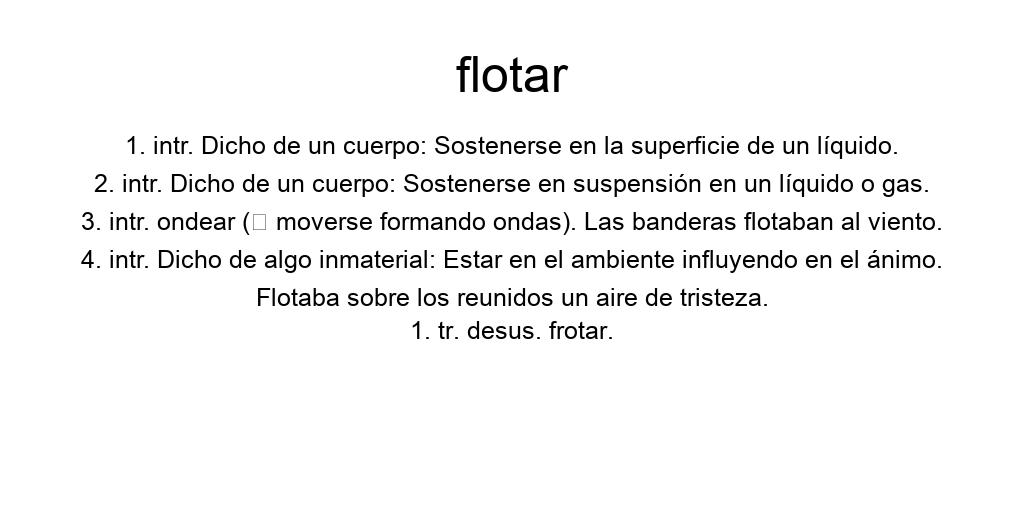 flotar
1. intr. Dicho de un cuerpo: Sostenerse en la superficie de un líquido.
2. intr. Dicho de un cuerpo: Sostenerse en suspensión en un líquido o gas.
3. intr. ondear (▯ moverse formando ondas). Las banderas flotaban al viento.
4. intr. Dicho de algo inmaterial: Estar en el ambiente influyendo en el ánimo.
Flotaba sobre los reunidos un aire de tristeza.
1. tr. desus. frotar.